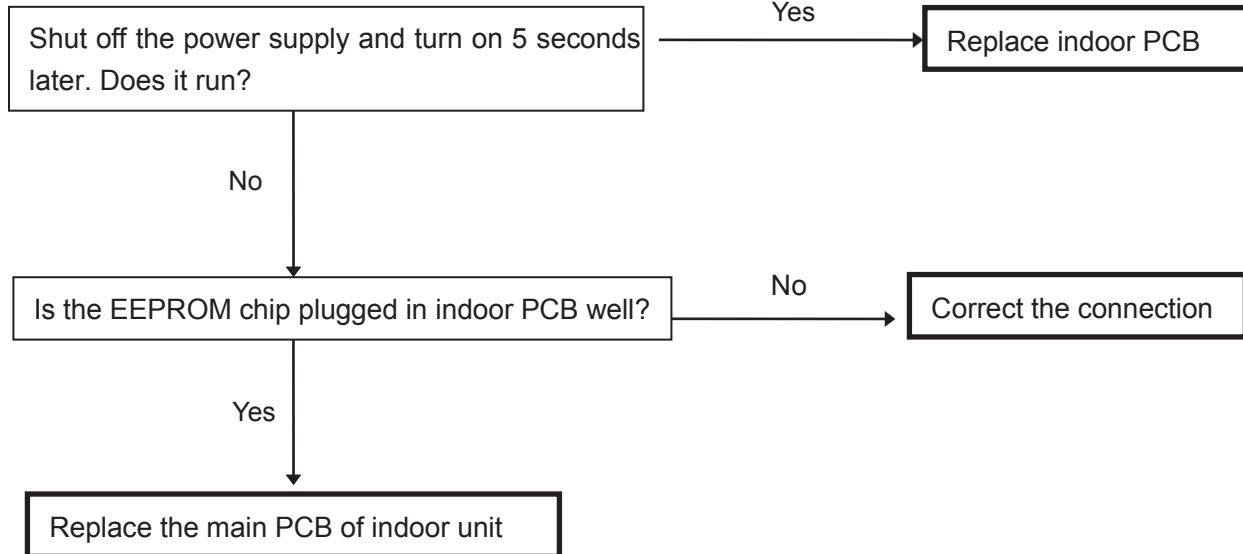 Yes
Shut off the power supply and turn on 5 seconds
later. Does it run?
Replace indoor PCB
No
Is the EEPROM chip plugged in indoor PCB well?
No
Correct the connection
Yes
Replace the main PCB of indoor unit